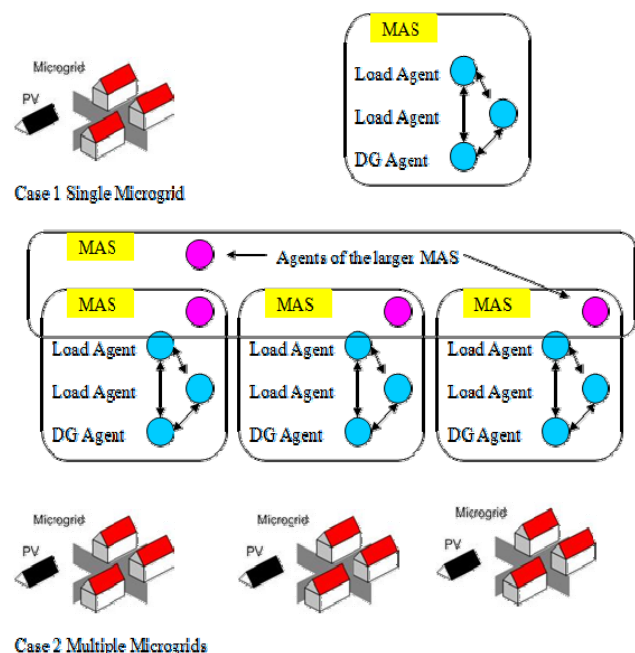 MAS
Microgrid
PV
Load Agent
Load Agent
DG Agent
Case 1 Single Microgrid
MAS
Agents of the larger MAS
MAS
MAS
MAS
Load Agent
Load Agent
Load Agent
Load Agent
Load Agent
Load Agent
DG Agent
DG Agent
DG Agent
Microgrid
Microgrid
Microgrid
PV
PV
PV
Case 2 Multiple Microgrids